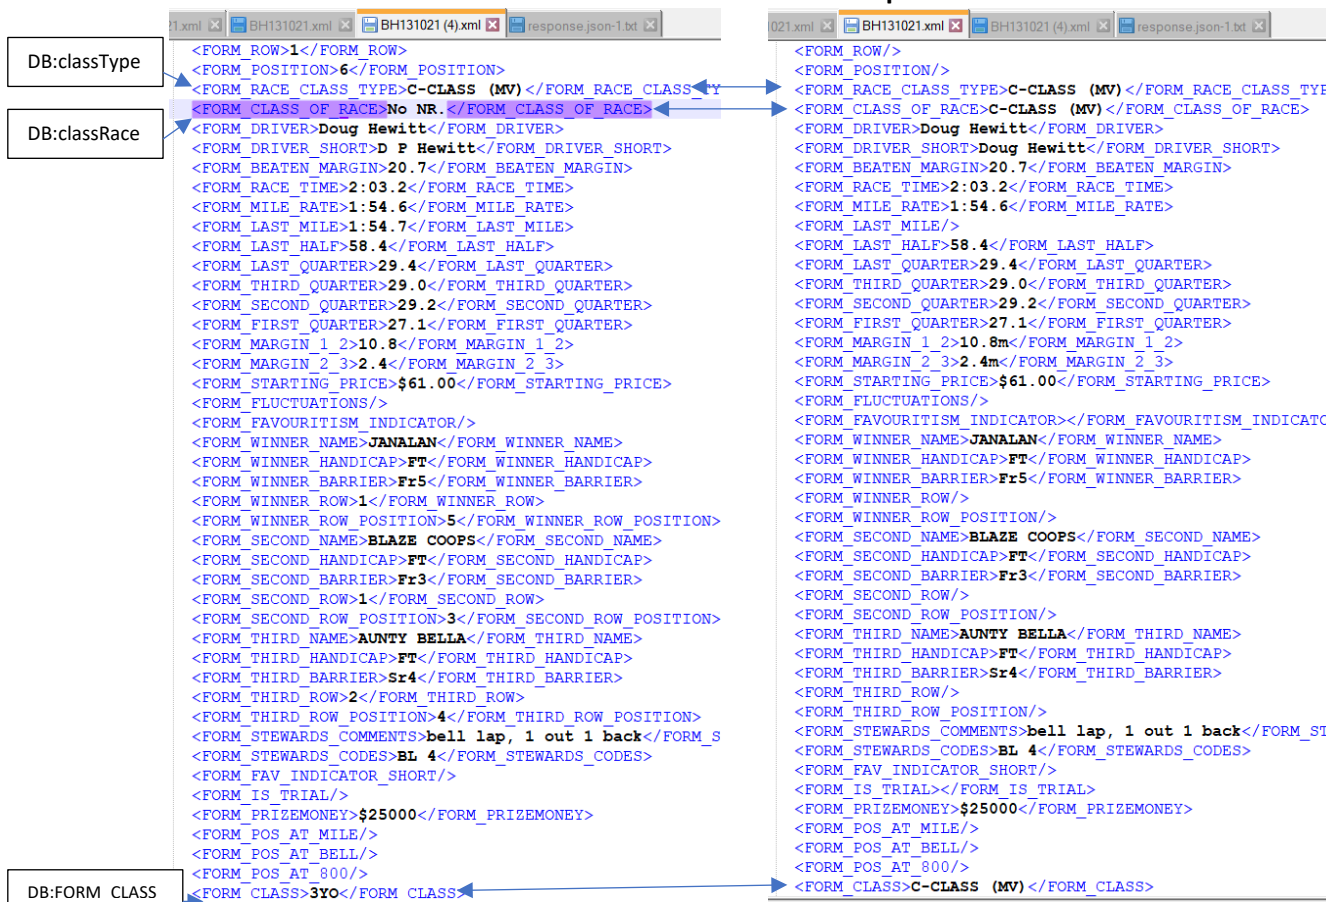 21.xml BH131021.xml BH131021 (4).xml response.json-1.txt
DB:classType
DB:classRace
DB:FORM_CLASS
<FORM_ROW>1</FORM_ROW>
<FORM_POSITION>6</FORM_POSITION>
<FORM_RACE_CLASS_TYPE>C-CLASS (MV)</FORM_RACE_CLASS_TY
<FORM_CLASS_OF_RACE>No NR.</FORM_CLASS_OF_RACE>
<FORM_DRIVER>Doug Hewitt</FORM_DRIVER>
<FORM_DRIVER_SHORT>D P Hewitt</FORM_DRIVER_SHORT>
<FORM_BEATEN_MARGIN>20.7</FORM_BEATEN_MARGIN>
<FORM_RACE_TIME>2:03.2</FORM_RACE_TIME>
<FORM_MILE_RATE>1:54.6</FORM_MILE_RATE>
<FORM_LAST_MILE>1:54.7</FORM_LAST_MILE>
<FORM_LAST_HALF>58.4</FORM_LAST_HALF>
<FORM_LAST_QUARTER>29.4</FORM_LAST_QUARTER>
<FORM_THIRD_QUARTER>29.0</FORM_THIRD_QUARTER>
<FORM_SECOND_QUARTER>29.2</FORM_SECOND_QUARTER>
<FORM_FIRST_QUARTER>27.1</FORM_FIRST_QUARTER>
<FORM_MARGIN_1_2>10.8</FORM_MARGIN_1_2>
<FORM_MARGIN_2_3>2.4</FORM_MARGIN_2_3>
<FORM_STARTING_PRICE>$61.00</FORM_STARTING_PRICE>
<FORM_FLUCTUATIONS/>
<FORM_FAVOURITISM_INDICATOR/>
<FORM_WINNER_NAME>JANALAN</FORM_WINNER_NAME>
<FORM_WINNER_HANDICAP>FT</FORM_WINNER_HANDICAP>
<FORM_WINNER_BARRIER>Fr5</FORM_WINNER_BARRIER>
<FORM_WINNER_ROW>1</FORM_WINNER_ROW>
<FORM_WINNER_ROW_POSITION>5</FORM_WINNER_ROW_POSITION>
<FORM_SECOND_NAME>BLAZE COOPS</FORM_SECOND_NAME>
<FORM_SECOND_HANDICAP>FT</FORM_SECOND_HANDICAP>
<FORM_SECOND_BARRIER>Fr3</FORM_SECOND_BARRIER>
<FORM_SECOND_ROW>1</FORM_SECOND_ROW>
<FORM_SECOND_ROW_POSITION>3</FORM_SECOND_ROW_POSITION>
<FORM_THIRD_NAME>AUNTY BELLA</FORM_THIRD_NAME>
<FORM_THIRD_HANDICAP>FT</FORM_THIRD_HANDICAP>
<FORM_THIRD_BARRIER>Sr4</FORM_THIRD_BARRIER>
<FORM_THIRD_ROW>2</FORM_THIRD_ROW>
<FORM_THIRD_ROW_POSITION>4</FORM_THIRD_ROW_POSITION>
<FORM_STEWARDS_COMMENTS>bell lap, 1 out 1 back</FORM_S
<FORM_STEWARDS_CODES>BL 4</FORM_STEWARDS_CODES>
<FORM_FAV_INDICATOR_SHORT/>
<FORM_IS_TRIAL/>
<FORM_PRIZEMONEY>$25000</FORM_PRIZEMONEY>
<FORM_POS_AT_MILE/>
<FORM_POS_AT_BELL/>
<FORM_POS_AT_800/>
<FORM_CLASS>3YO</FORM_CLASS>
021.xml BH131021.xml BH131021 (4).xml response.json-1.txt
<FORM_ROW/>
<FORM_POSITION/>
<FORM_RACE_CLASS_TYPE>C-CLASS (MV)</FORM_RACE_CLASS_TYP
<FORM_CLASS_OF_RACE>C-CLASS (MV)</FORM_CLASS_OF_RACE>
<FORM_DRIVER>Doug Hewitt</FORM_DRIVER>
<FORM_DRIVER_SHORT>Doug Hewitt</FORM_DRIVER_SHORT>
<FORM_BEATEN_MARGIN>20.7</FORM_BEATEN_MARGIN>
<FORM_RACE_TIME>2:03.2</FORM_RACE_TIME>
<FORM_MILE_RATE>1:54.6</FORM_MILE_RATE>
<FORM_LAST_MILE/>
<FORM_LAST_HALF>58.4</FORM_LAST_HALF>
<FORM_LAST_QUARTER>29.4</FORM_LAST_QUARTER>
<FORM_THIRD_QUARTER>29.0</FORM_THIRD_QUARTER>
<FORM_SECOND_QUARTER>29.2</FORM_SECOND_QUARTER>
<FORM_FIRST_QUARTER>27.1</FORM_FIRST_QUARTER>
<FORM_MARGIN_1_2>10.8m</FORM_MARGIN_1_2>
<FORM_MARGIN_2_3>2.4m</FORM_MARGIN_2_3>
<FORM_STARTING_PRICE>$61.00</FORM_STARTING_PRICE>
<FORM_FLUCTUATIONS/>
<FORM_FAVOURITISM_INDICATOR></FORM_FAVOURITISM_INDICATO
<FORM_WINNER_NAME>JANALAN</FORM_WINNER_NAME>
<FORM_WINNER_HANDICAP>FT</FORM_WINNER_HANDICAP>
<FORM_WINNER_BARRIER>Fr5</FORM_WINNER_BARRIER>
<FORM_WINNER_ROW/>
<FORM_WINNER_ROW_POSITION/>
<FORM_SECOND_NAME>BLAZE COOPS</FORM_SECOND_NAME>
<FORM_SECOND_HANDICAP>FT</FORM_SECOND_HANDICAP>
<FORM_SECOND_BARRIER>Fr3</FORM_SECOND_BARRIER>
<FORM_SECOND_ROW/>
<FORM_SECOND_ROW_POSITION/>
<FORM_THIRD_NAME>AUNTY BELLA</FORM_THIRD_NAME>
<FORM_THIRD_HANDICAP>FT</FORM_THIRD_HANDICAP>
<FORM_THIRD_BARRIER>Sr4</FORM_THIRD_BARRIER>
<FORM_THIRD_ROW/>
<FORM_THIRD_ROW_POSITION/>
<FORM_STEWARDS_COMMENTS>bell lap, 1 out 1 back</FORM_ST
<FORM_STEWARDS_CODES>BL 4</FORM_STEWARDS_CODES>
<FORM_FAV_INDICATOR_SHORT/>
<FORM_IS_TRIAL></FORM_IS_TRIAL>
<FORM_PRIZEMONEY>$25000</FORM_PRIZEMONEY>
<FORM_POS_AT_MILE/>
<FORM_POS_AT_BELL/>
<FORM_POS_AT_800/>
<FORM_CLASS>C-CLASS (MV)</FORM_CLASS>